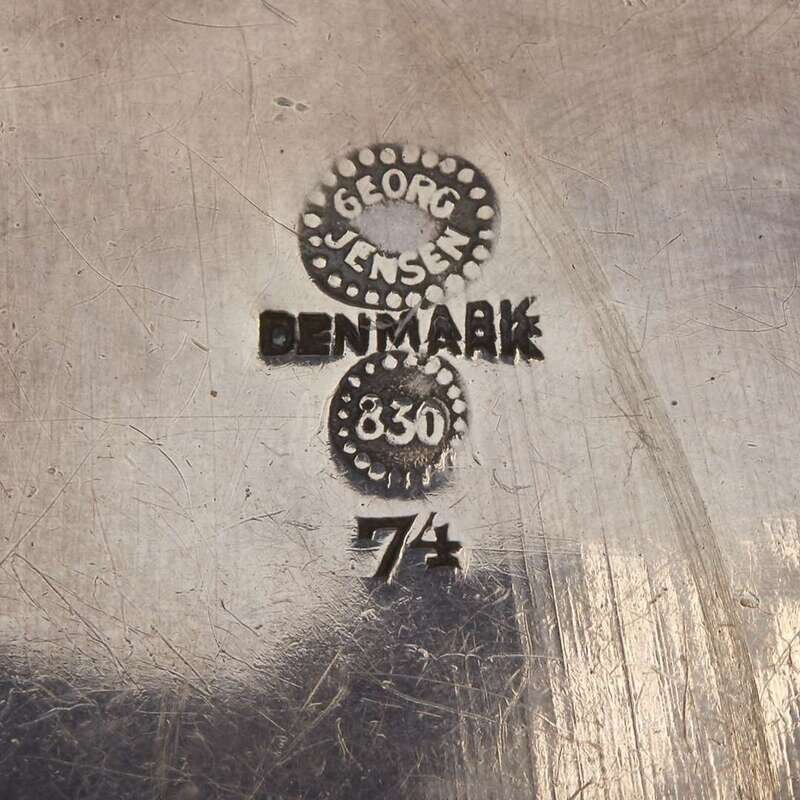 GEORG
JENSEN
DENMARK
830
74